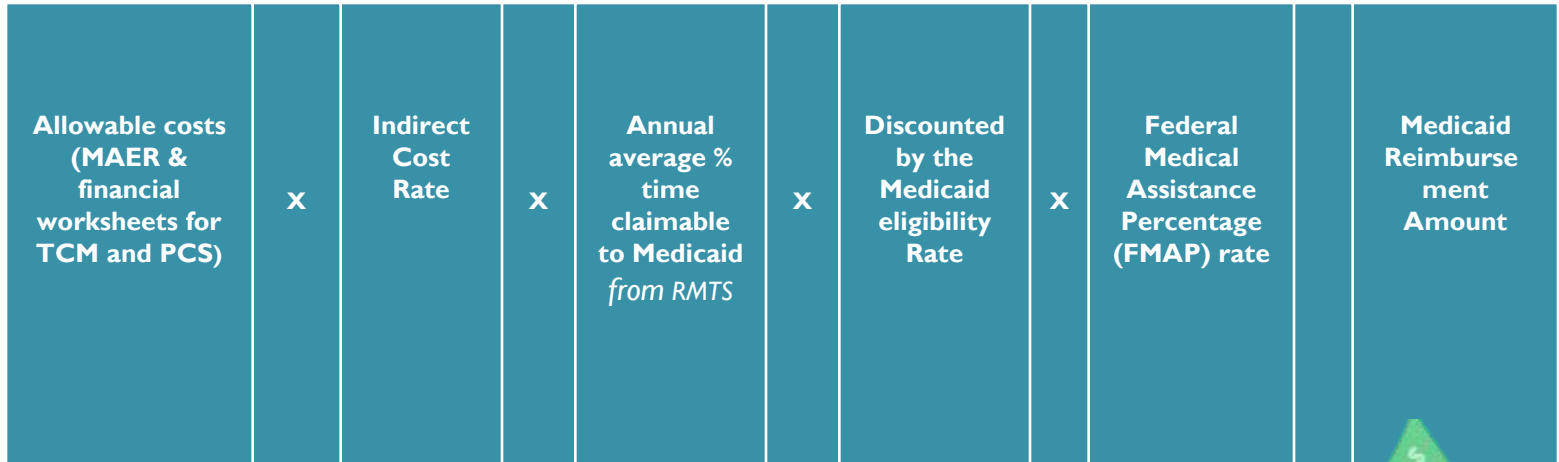 Allowable costs
(MAER &
financial
worksheets for
TCM and PCS)
x
Indirect
Cost
Rate
x
Annual
average %
time
claimable
to Medicaid
from RMTS
x
Discounted
by the
Medicaid
eligibility
Rate
x
Federal
Medical
Assistance
Percentage
(FMAP) rate
Medicaid
Reimburse
ment
Amount